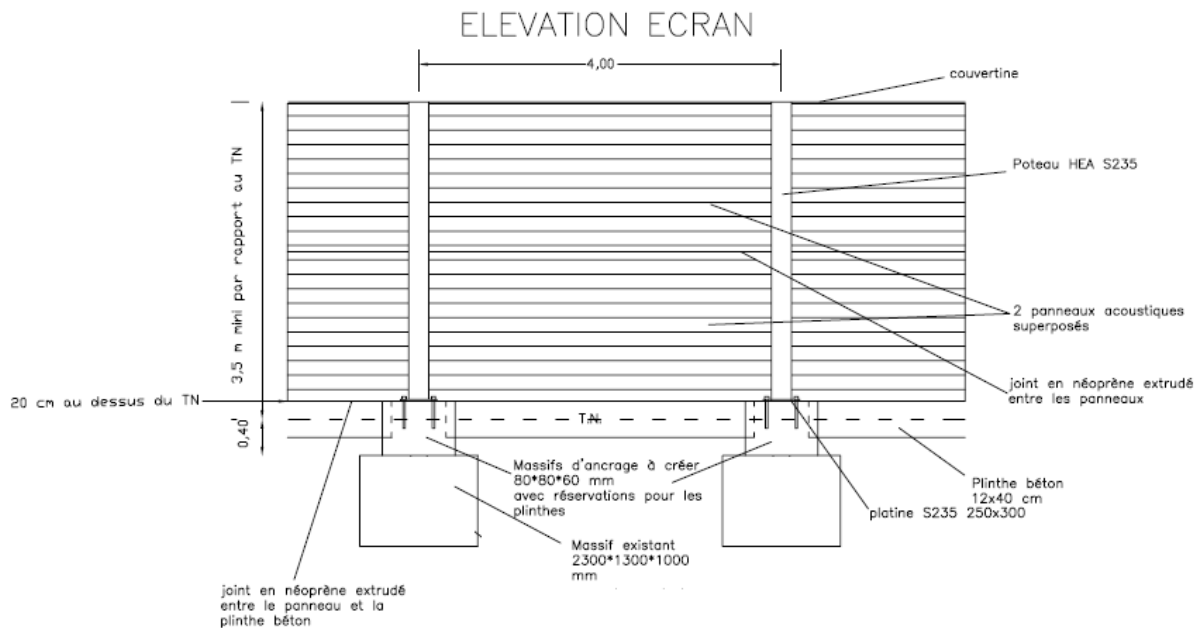 ELEVATION ECRAN
4,00
couvertine
Poteau HEA S235
3,5 m mini par rapport au TN
2 panneaux acoustiques
superposés
joint en néoprène extrudé
entre les panneaux
20 cm au dessus du TN
0,40
T.N.
Massifs d'ancrage à créer
80*80*60 mm
avec réservations pour les
plinthes
Plinthe béton
12x40 cm
platine S235 250x300
Massif existant
2300*1300*1000
mm
joint en néoprène extrudé
entre le panneau et la
plinthe béton